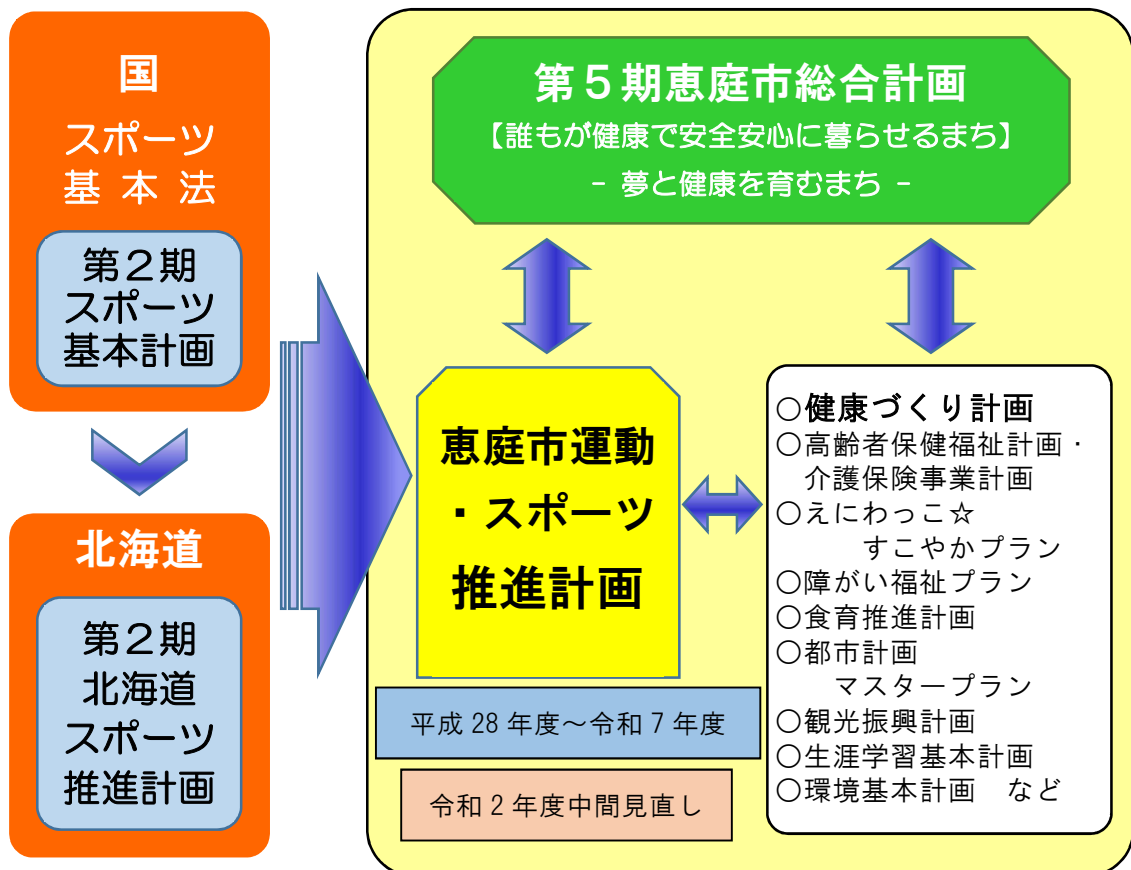 国
スポーツ
基本法
第2期
スポーツ
基本計画
北海道
第2期
北海道
スポーツ
推進計画
第5期恵庭市総合計画
【誰もが健康で安全安心に暮らせるまち】
- 夢と健康を育むまち -
恵庭市運動
・スポーツ
推進計画
平成28年度~令和7年度
令和2年度中間見直し
○健康づくり計画
○高齢者保健福祉計画・
介護保険事業計画
○えにわっこ☆
すこやかプラン
○障がい福祉プラン
○食育推進計画
○都市計画
マスタープラン
○観光振興計画
○生涯学習基本計画
○環境基本計画 など